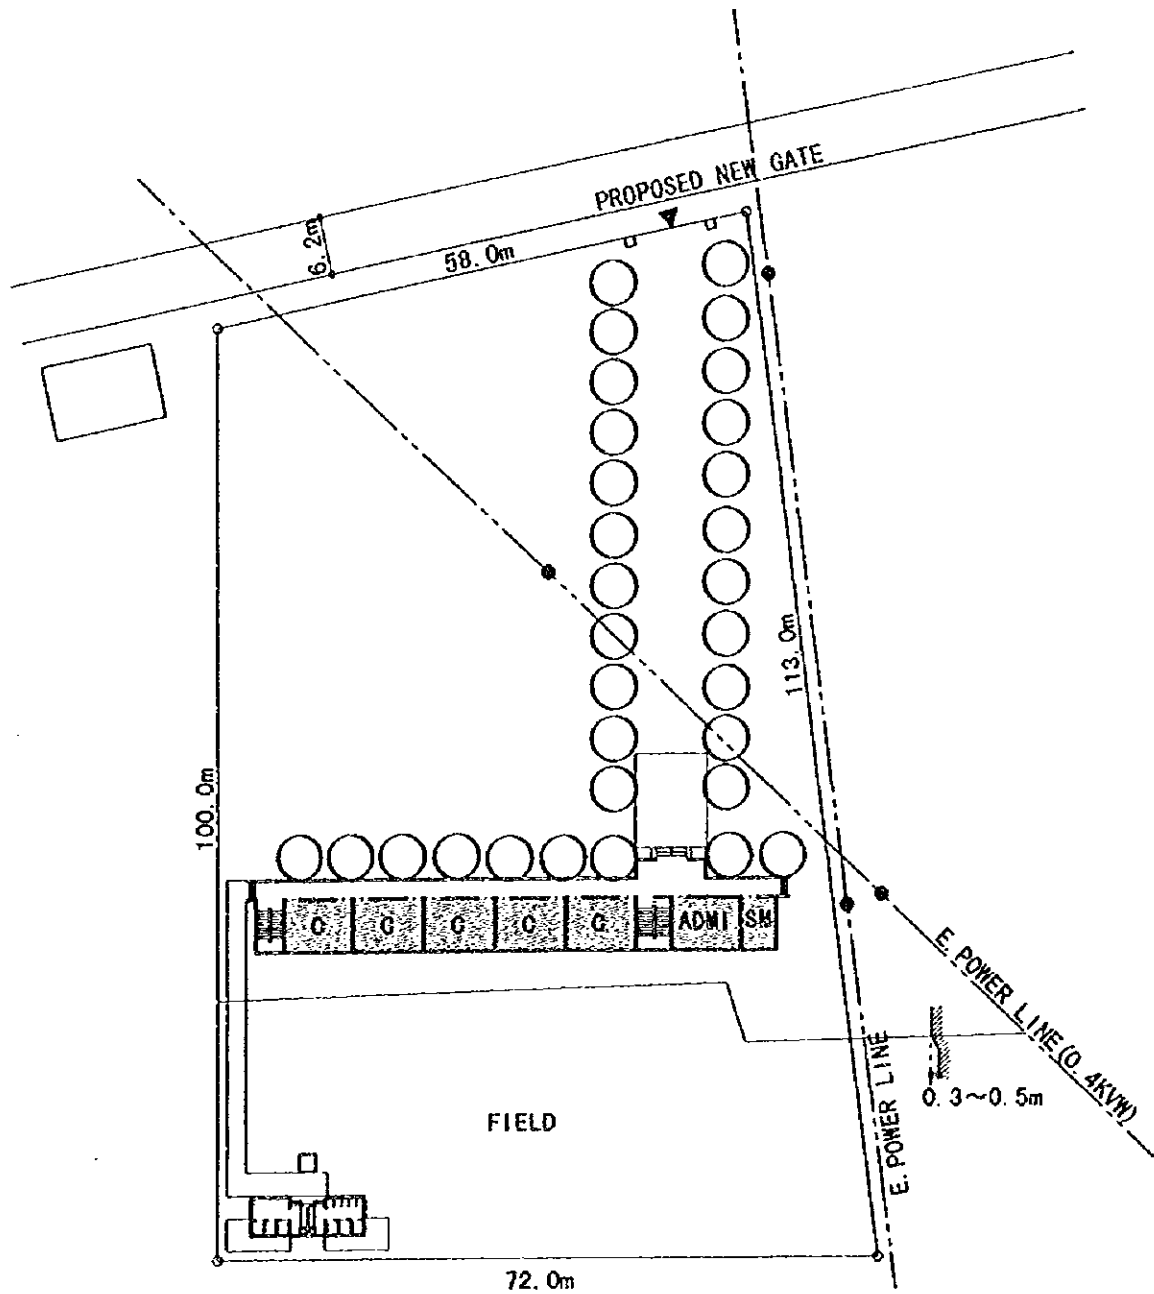 PROPOSED NEW GATE
6.2m
58.0m
113.0m
100.0m
C
C
C
C
C
ADMI
SM
E. POWER LINE (0.4KVW)
E. POWER LINE
0.3~0.5m
FIELD
72.0m